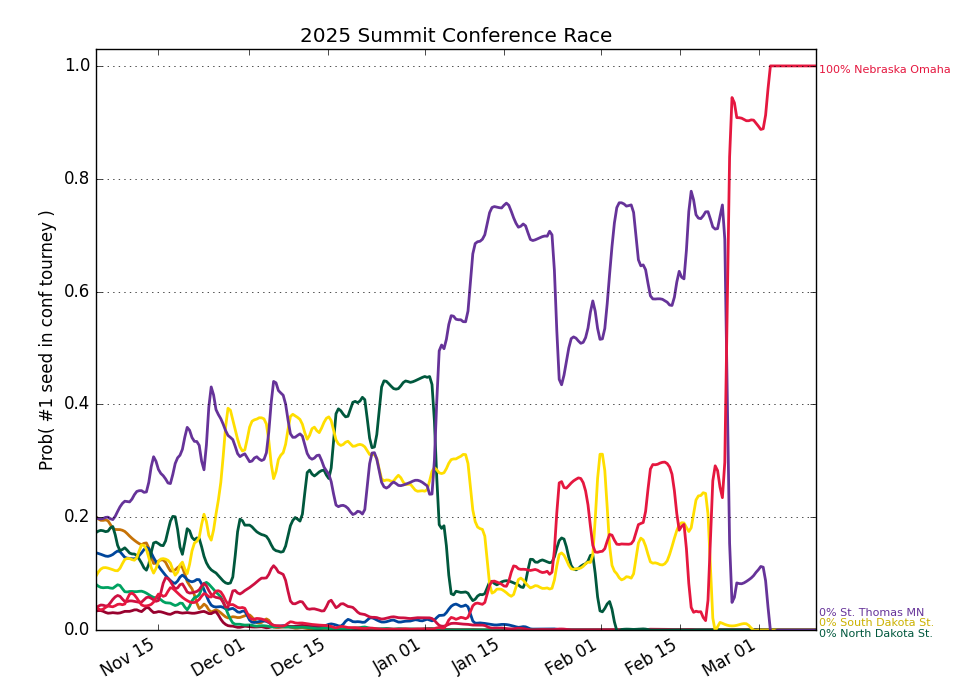 2025 Summit Conference Race
1.0
0.8
0.6
0.4
0.2
0.0
Prob( #1 seed in conf tourney )
Nov 15
Dec 01
Dec 15
Jan 01
Jan 15
Feb 01
Feb 15
Mar 01
100% Nebraska Omaha
0% St. Thomas MN
0% South Dakota St.
0% North Dakota St.